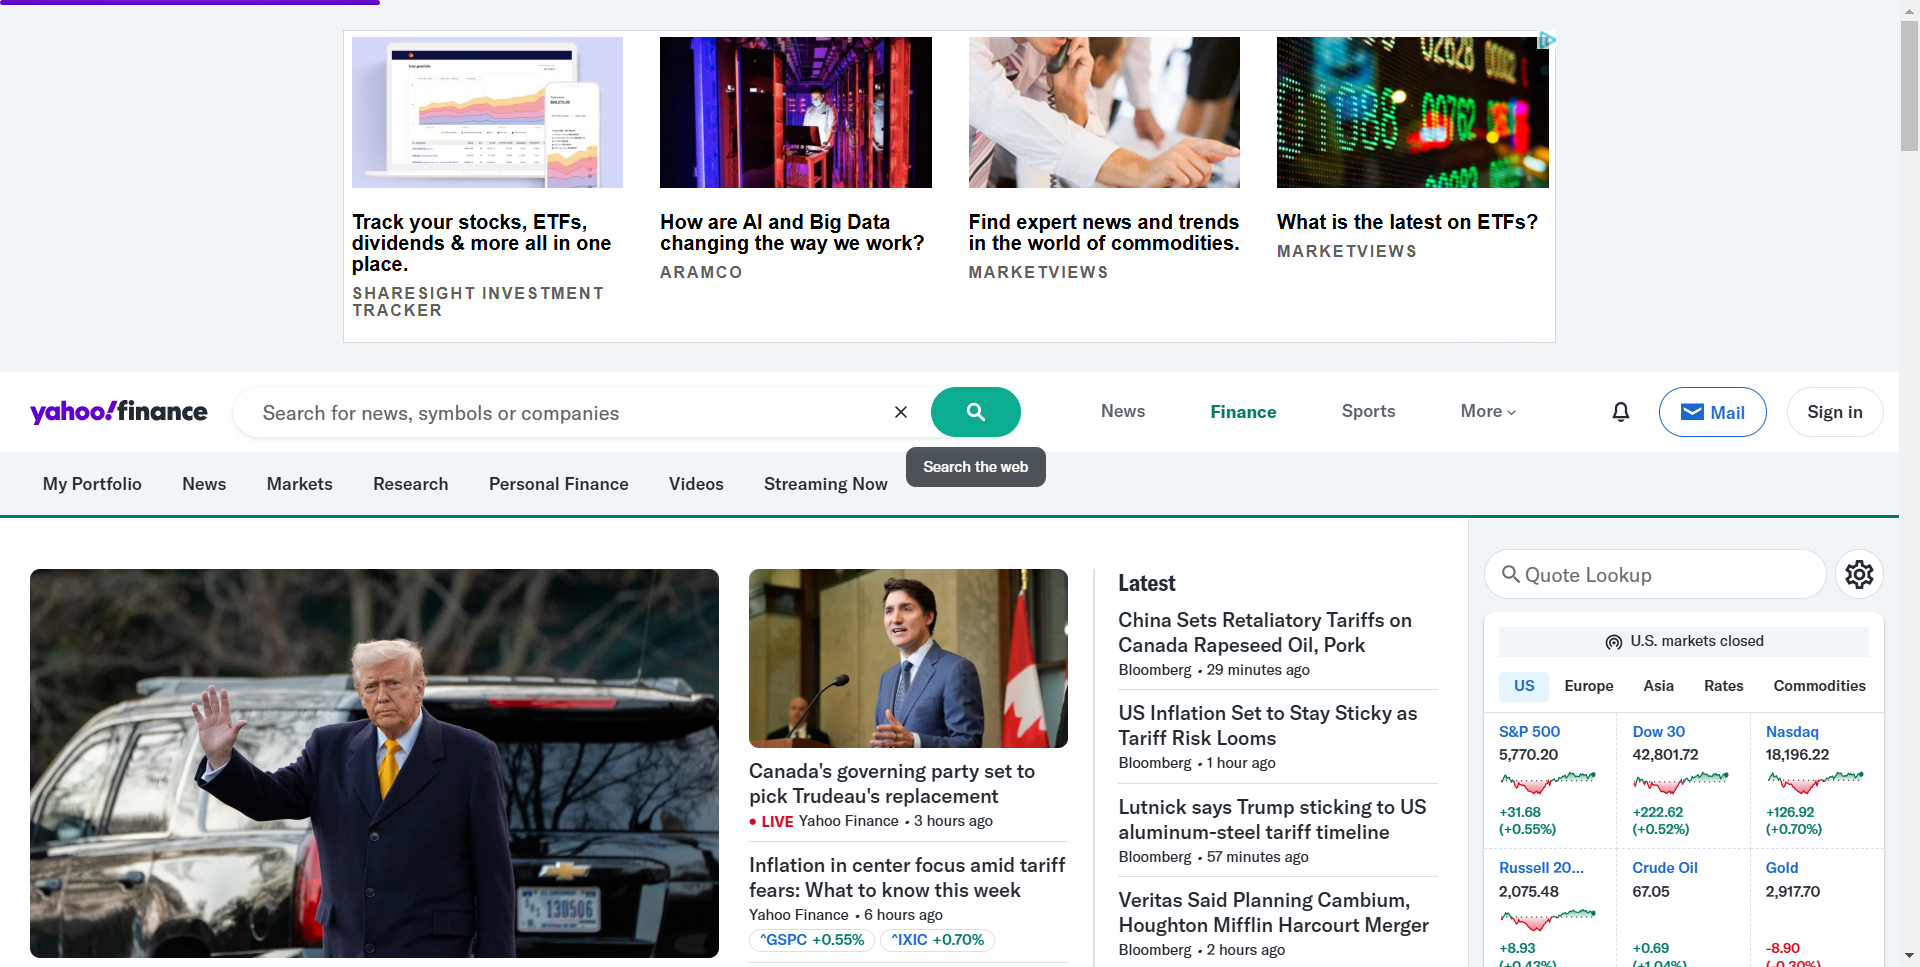 Track your stocks, ETFs,
dividends & more all in one
place.
SHARESIGHT INVESTMENT
TRACKER
How are AI and Big Data
changing the way we work?
ARAMCO
Find expert news and trends
in the world of commodities.
MARKETVIEWS
What is the latest on ETFs?
MARKETVIEWS
yahoo!finance
Search for news, symbols or companies
News
Finance
Sports
More
Mail
Sign in
Search the web
My Portfolio
News
Markets
Research
Personal Finance
Videos
Streaming Now
130506
Canada's governing party set to
pick Trudeau's replacement
• LIVE Yahoo Finance • 3 hours ago
Inflation in center focus amid tariff
fears: What to know this week
Yahoo Finance • 6 hours ago
^GSPC +0.55% ^IXIC +0.70%
Latest
China Sets Retaliatory Tariffs on
Canada Rapeseed Oil, Pork
Bloomberg • 29 minutes ago
US Inflation Set to Stay Sticky as
Tariff Risk Looms
Bloomberg • 1 hour ago
Lutnick says Trump sticking to US
aluminum-steel tariff timeline
Bloomberg • 57 minutes ago
Veritas Said Planning Cambium,
Houghton Mifflin Harcourt Merger
Bloomberg • 2 hours ago
Quote Lookup
U.S. markets closed
US Europe Asia Rates Commodities
S&P 500
5,770.20
+31.68
(+0.55%)
Dow 30
42,801.72
+222.62
(+0.52%)
Nasdaq
18,196.22
+126.92
(+0.70%)
Russell 20...
2,075.48
+8.93
(+0.43%)
Crude Oil
67.05
+0.69
(+1.04%)
Gold
2,917.70
-8.90
(-0.30%)